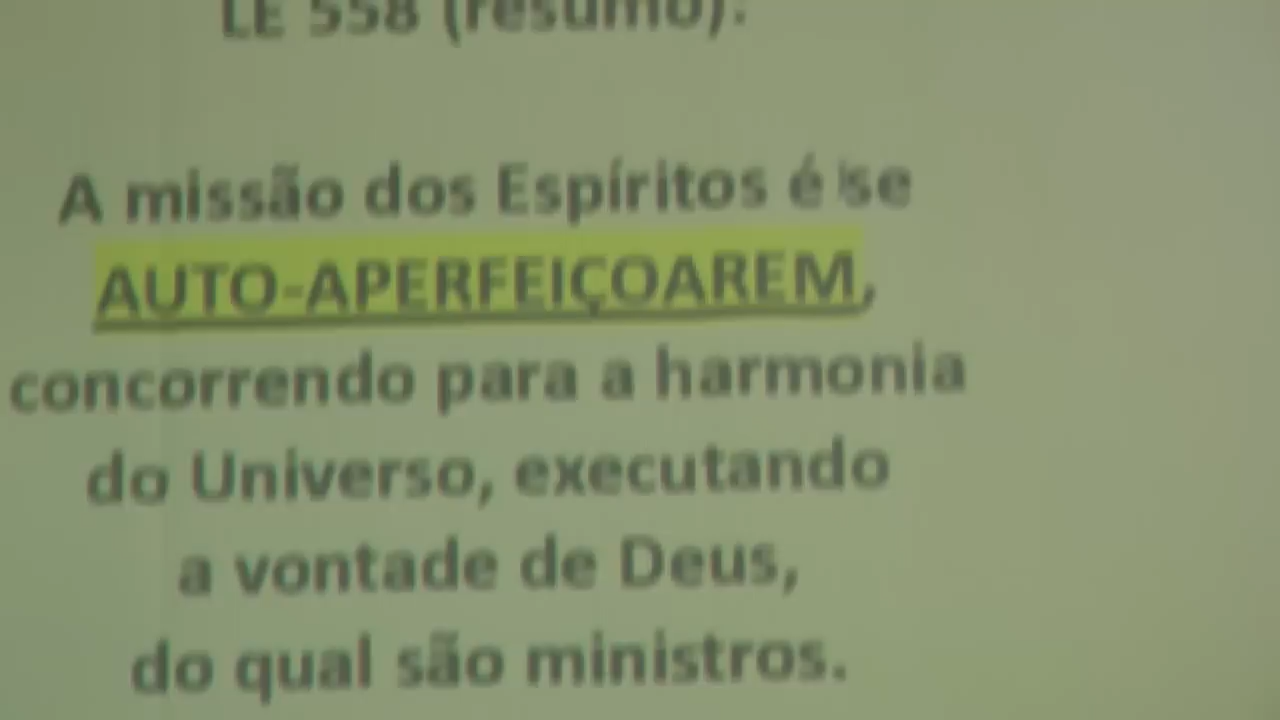 LE 558 (resumo):
A missão dos Espíritos é se
AUTO-APERFEIÇOAREM,
concorrendo para a harmonia
do Universo, executando
a vontade de Deus,
do qual são ministros.